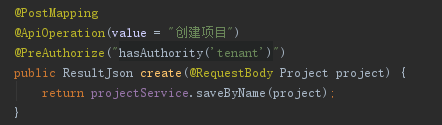 @PostMapping
@ApiOperation(value = "创建项目")
@PreAuthorize("hasAuthority('tenant')")
public ResultJson create(@RequestBody Project project) {
return projectService.saveByName(project);
}